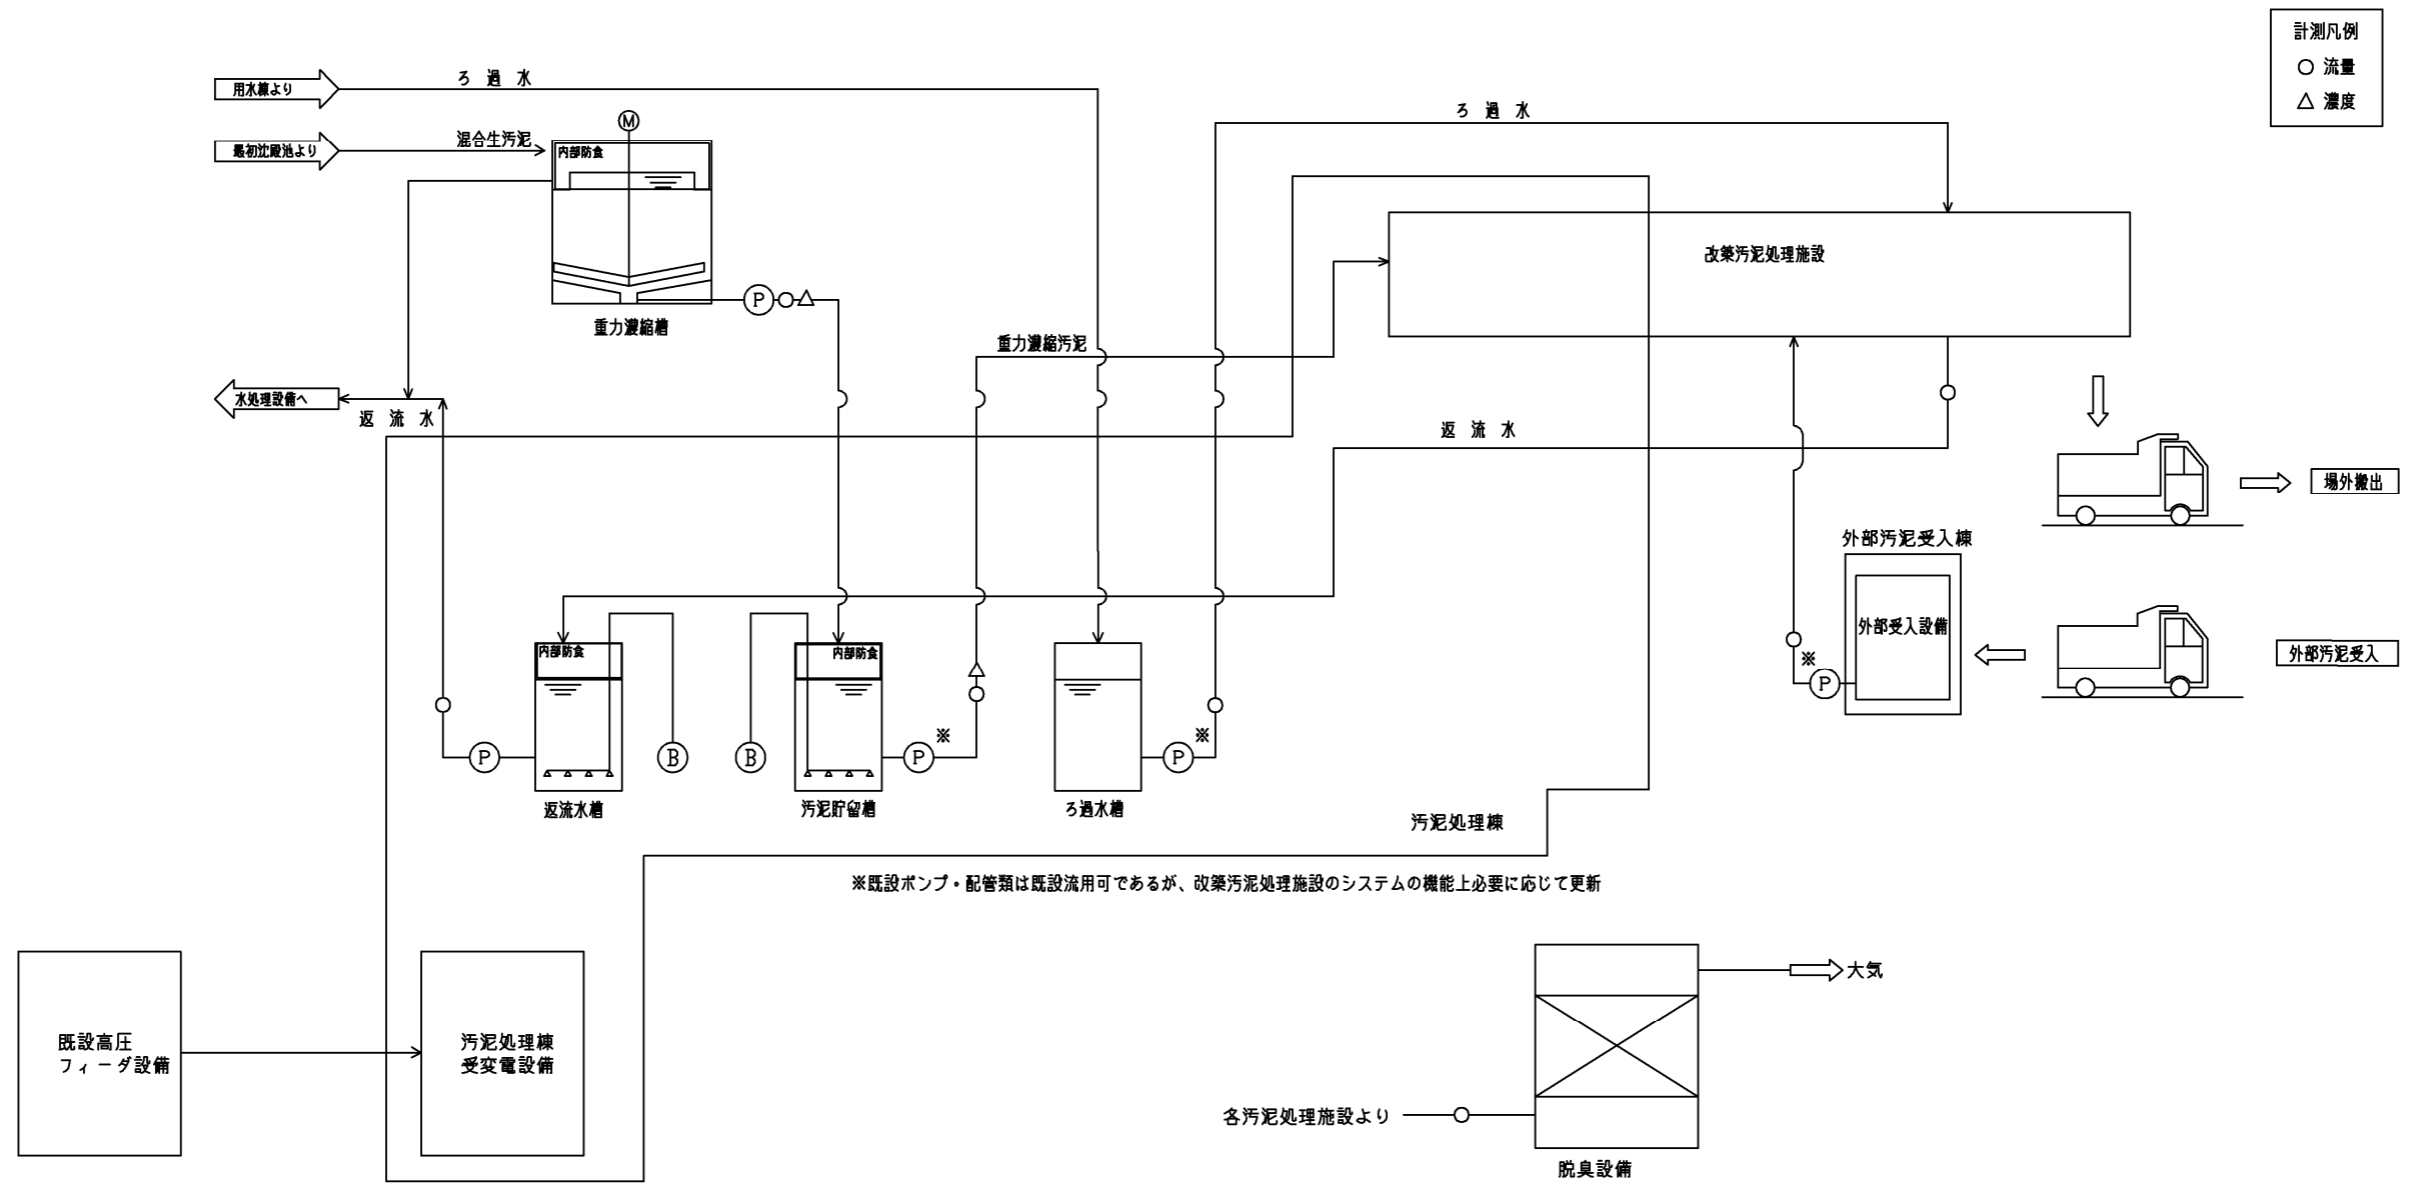 計測凡例
○ 流量
△ 濃度
用水棟より
ろ過水
ろ過水
最初沈殿池より
混合生汚泥
M
内部防食
改築汚泥処理施設
P
重力濃縮槽
重力濃縮汚泥
水処理設備へ
返流水
返流水
場外搬出
外部汚泥受入棟
外部受入設備
外部汚泥受入
※
P
内部防食
内部防食
P
B
B
P
※
P
※
返流水槽
汚泥貯留槽
ろ過水槽
汚泥処理棟
※既設ポンプ・配管類は既設流用可であるが、改築汚泥処理施設のシステムの機能上必要に応じて更新
既設高圧
フィーダ設備
汚泥処理棟
受変電設備
大気
各汚泥処理施設より
脱臭設備